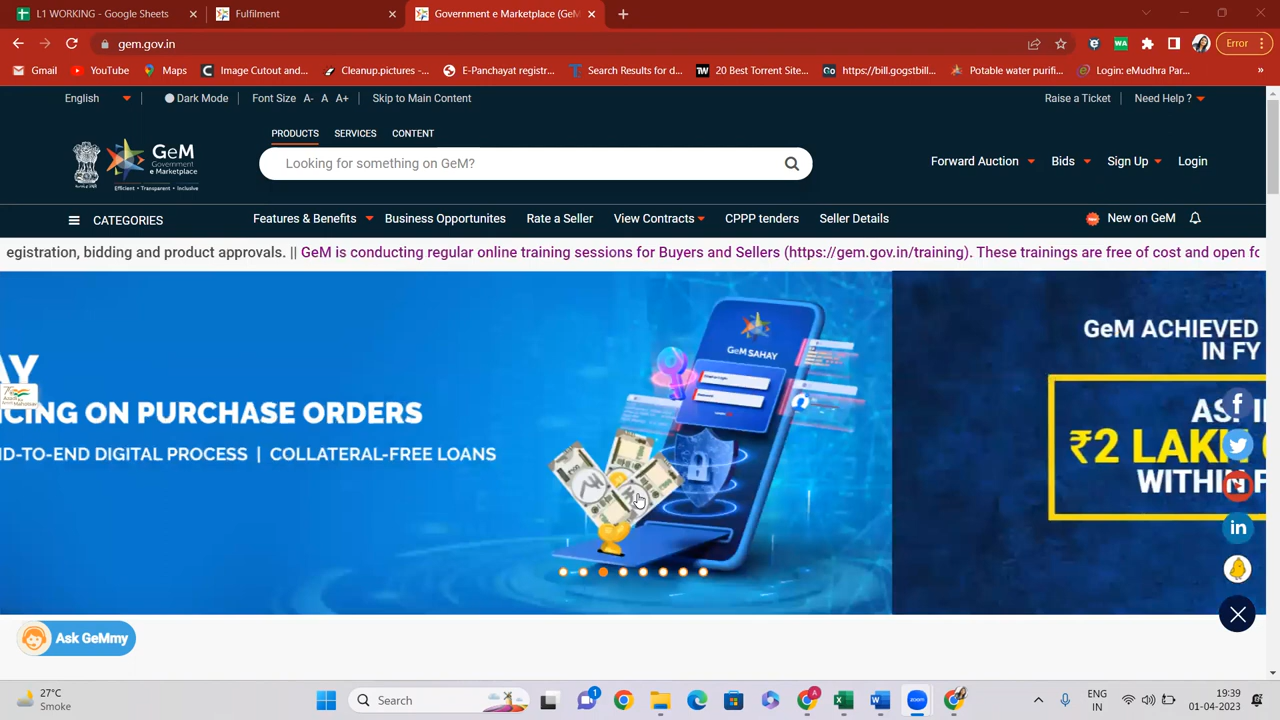 L1 WORKING - Google Sheets
Fulfilment
Government e Marketplace (GeM
gem.gov.in
Error
Gmail
YouTube
Maps
Image Cutout and...
Cleanup.pictures -...
E-Panchayat registr...
Search Results for d...
20 Best Torrent Site...
https://bill.gogstbill...
Potable water purifi...
Login: eMudhra Par...
»
English
Dark Mode
Font Size A- A A+
Skip to Main Content
Raise a Ticket
Need Help ?
PRODUCTS SERVICES CONTENT
GeM
Government
e Marketplace
Efficient • Transparent • Inclusive
Looking for something on GeM?
Forward Auction
Bids
Sign Up
Login
CATEGORIES
Features & Benefits
Business Opportunites
Rate a Seller
View Contracts
CPPP tenders
Seller Details
New on GeM
egistration, bidding and product approvals. || GeM is conducting regular online training sessions for Buyers and Sellers (https://gem.gov.in/training). These trainings are free of cost and open fo
AY
CING ON PURCHASE ORDERS
ID-TO-END DIGITAL PROCESS | COLLATERAL-FREE LOANS
GeM SAHAY
GeM ACHIEVED
IN FY
₹2 LAK
WITHIN F
Ask GeMmy
27°C
Smoke
Search
1
A
zoom
ENG
IN
19:39
01-04-2023